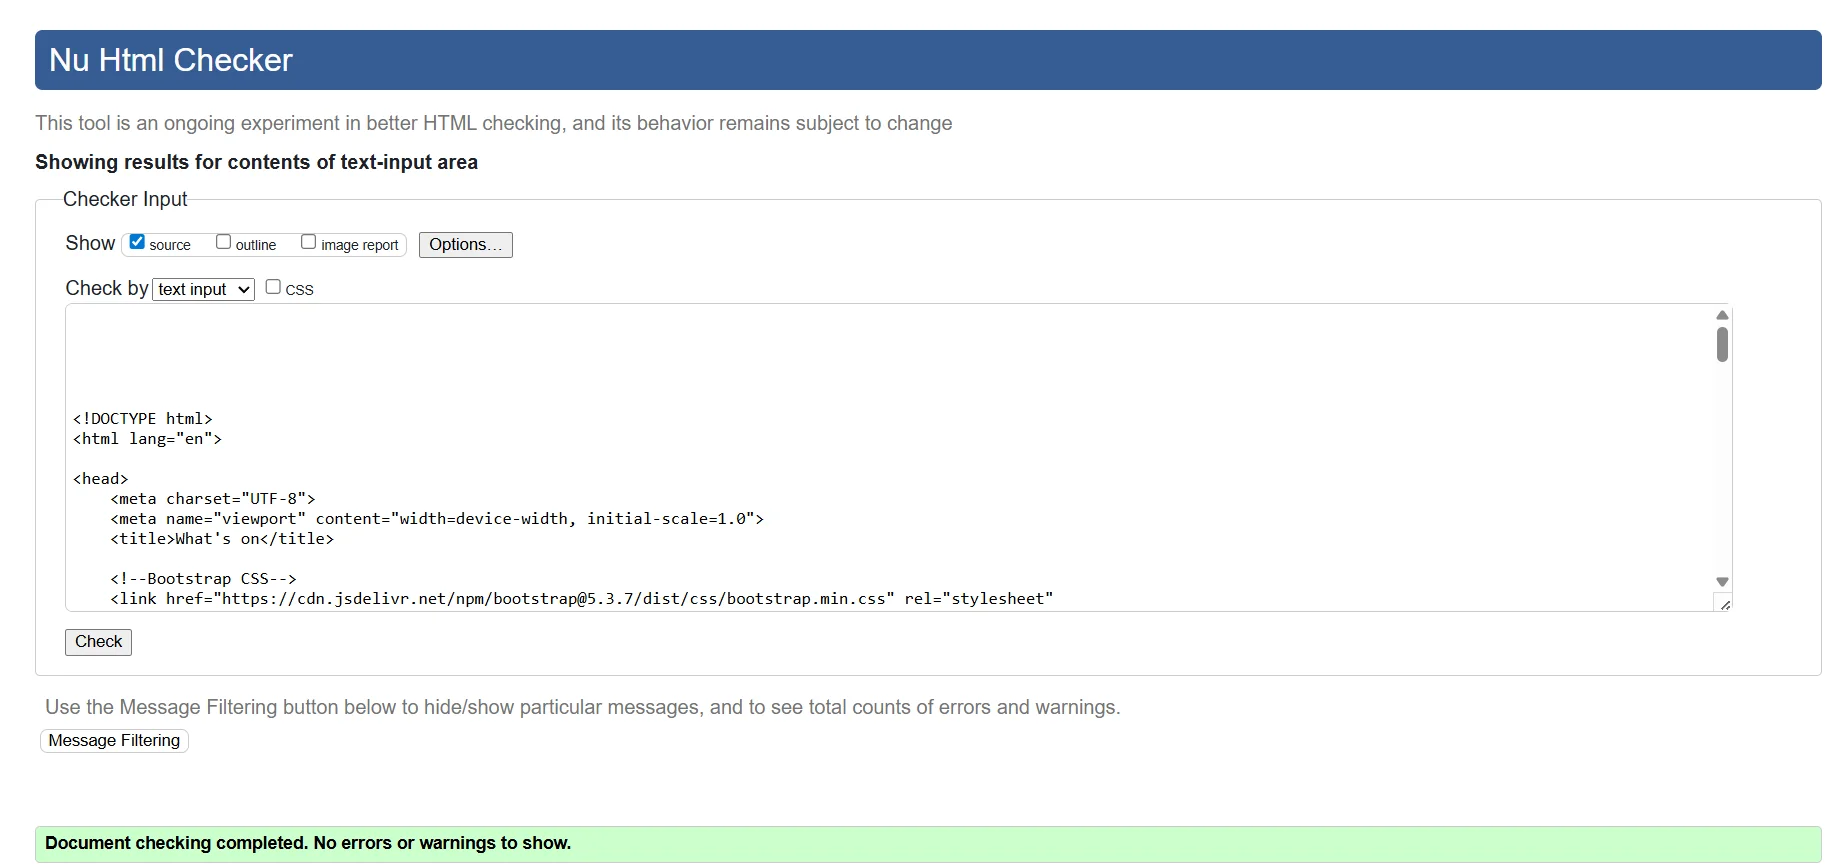 Nu Html Checker
This tool is an ongoing experiment in better HTML checking, and its behavior remains subject to change
Showing results for contents of text-input area
Checker Input
Show source outline image report Options...
Check by text input CSS
<!DOCTYPE html>
<html lang="en">
<head>
    <meta charset="UTF-8">
    <meta name="viewport" content="width=device-width, initial-scale=1.0">
    <title>What's on</title>
    <!--Bootstrap CSS-->
    <link href="https://cdn.jsdelivr.net/npm/bootstrap@5.3.7/dist/css/bootstrap.min.css" rel="stylesheet"
Check
Use the Message Filtering button below to hide/show particular messages, and to see total counts of errors and warnings.
Message Filtering
Document checking completed. No errors or warnings to show.